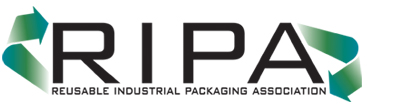 RIPA
REUSABLE INDUSTRIAL PACKAGING ASSOCIATION